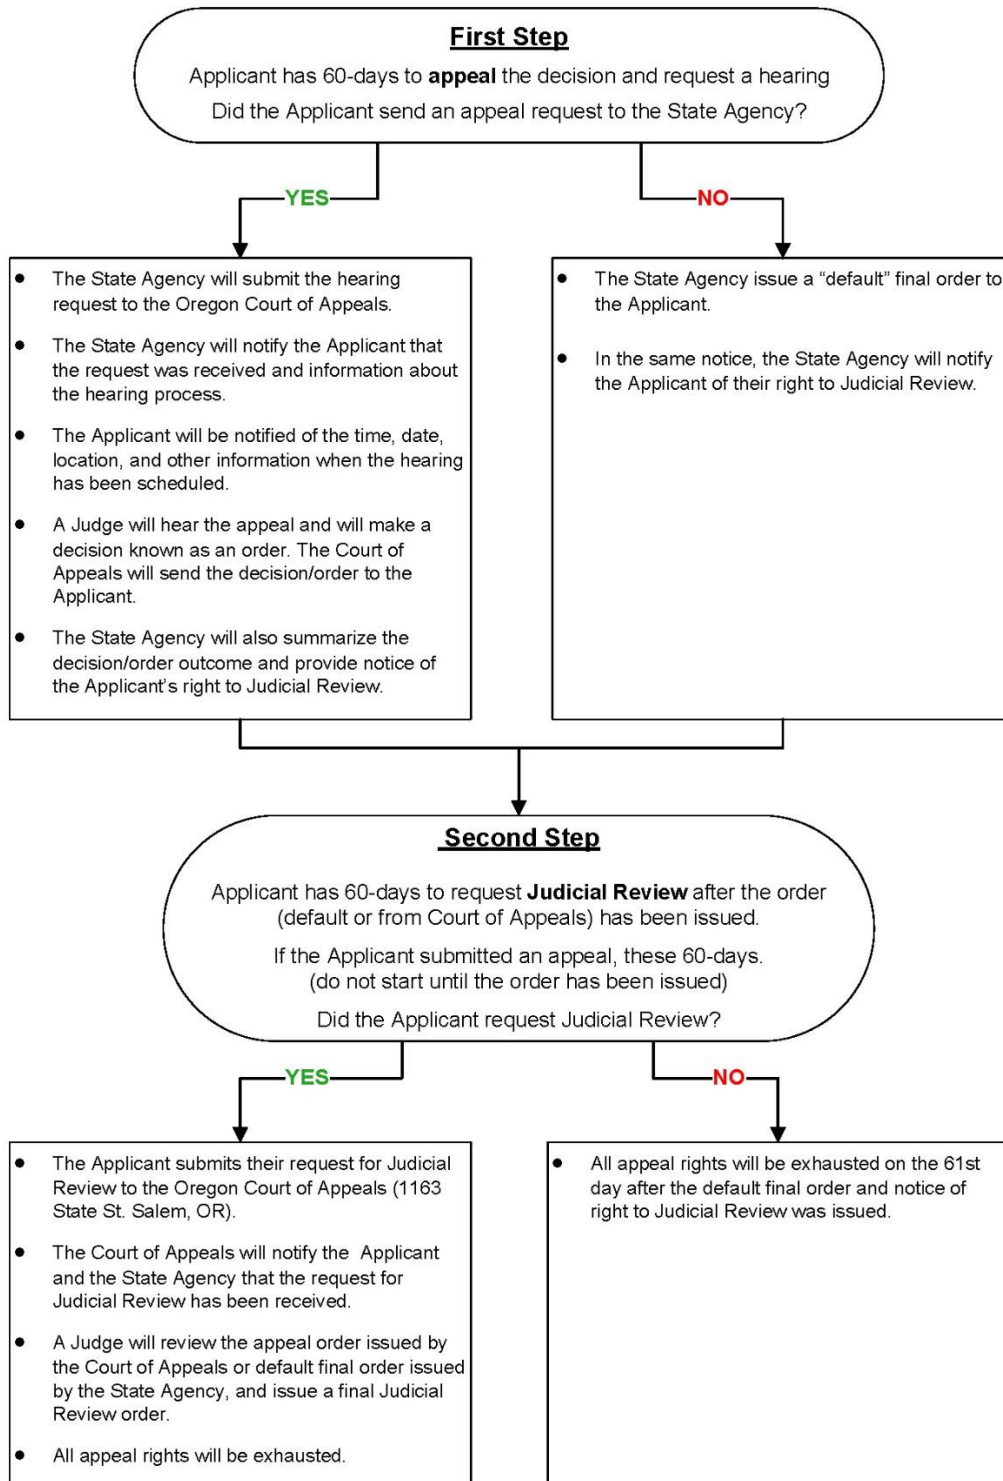 First Step
Applicant has 60-days to appeal the decision and request a hearing
Did the Applicant send an appeal request to the State Agency?
YES
NO
● The State Agency will submit the hearing
request to the Oregon Court of Appeals.
● The State Agency will notify the Applicant that
the request was received and information about
the hearing process.
● The Applicant will be notified of the time, date,
location, and other information when the hearing
has been scheduled.
● A Judge will hear the appeal and will make a
decision known as an order. The Court of
Appeals will send the decision/order to the
Applicant.
● The State Agency will also summarize the
decision/order outcome and provide notice of
the Applicant's right to Judicial Review.
● The State Agency issue a “default” final order to
the Applicant.
● In the same notice, the State Agency will notify
the Applicant of their right to Judicial Review.
Second Step
Applicant has 60-days to request Judicial Review after the order
(default or from Court of Appeals) has been issued.
If the Applicant submitted an appeal, these 60-days.
(do not start until the order has been issued)
Did the Applicant request Judicial Review?
YES
NO
● The Applicant submits their request for Judicial
Review to the Oregon Court of Appeals (1163
State St. Salem, OR).
● The Court of Appeals will notify the Applicant
and the State Agency that the request for
Judicial Review has been received.
● A Judge will review the appeal order issued by
the Court of Appeals or default final order issued
by the State Agency, and issue a final Judicial
Review order.
● All appeal rights will be exhausted.
● All appeal rights will be exhausted on the 61st
day after the default final order and notice of
right to Judicial Review was issued.